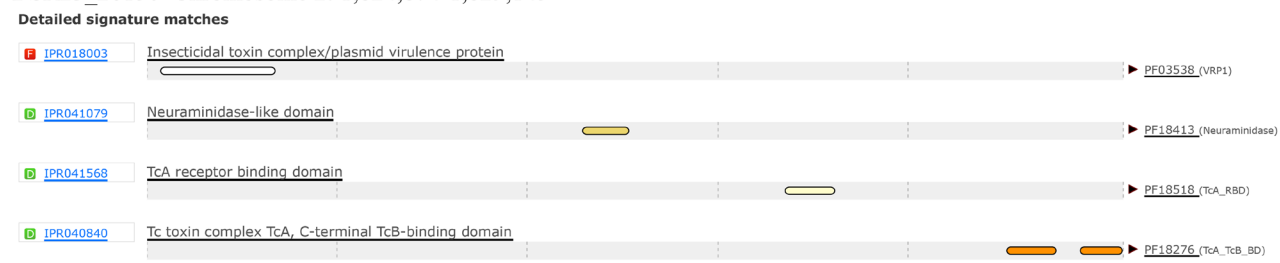 Detailed signature matches
F IPR018003 Insecticidal toxin complex/plasmid virulence protein
▶ PF03538 (VRP1)
D IPR041079 Neuraminidase-like domain
▶ PF18413 (Neuraminidase)
D IPR041568 TcA receptor binding domain
▶ PF18518 (TcA_RBD)
D IPR040840 Tc toxin complex TcA, C-terminal TcB-binding domain
▶ PF18276 (TcA_TcB_BD)